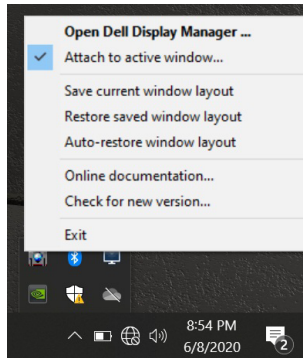 Open Dell Display Manager ...
Attach to active window...
Save current window layout
Restore saved window layout
Auto-restore window layout
Online documentation...
Check for new version...
Exit
8:54 PM
6/8/2020
2